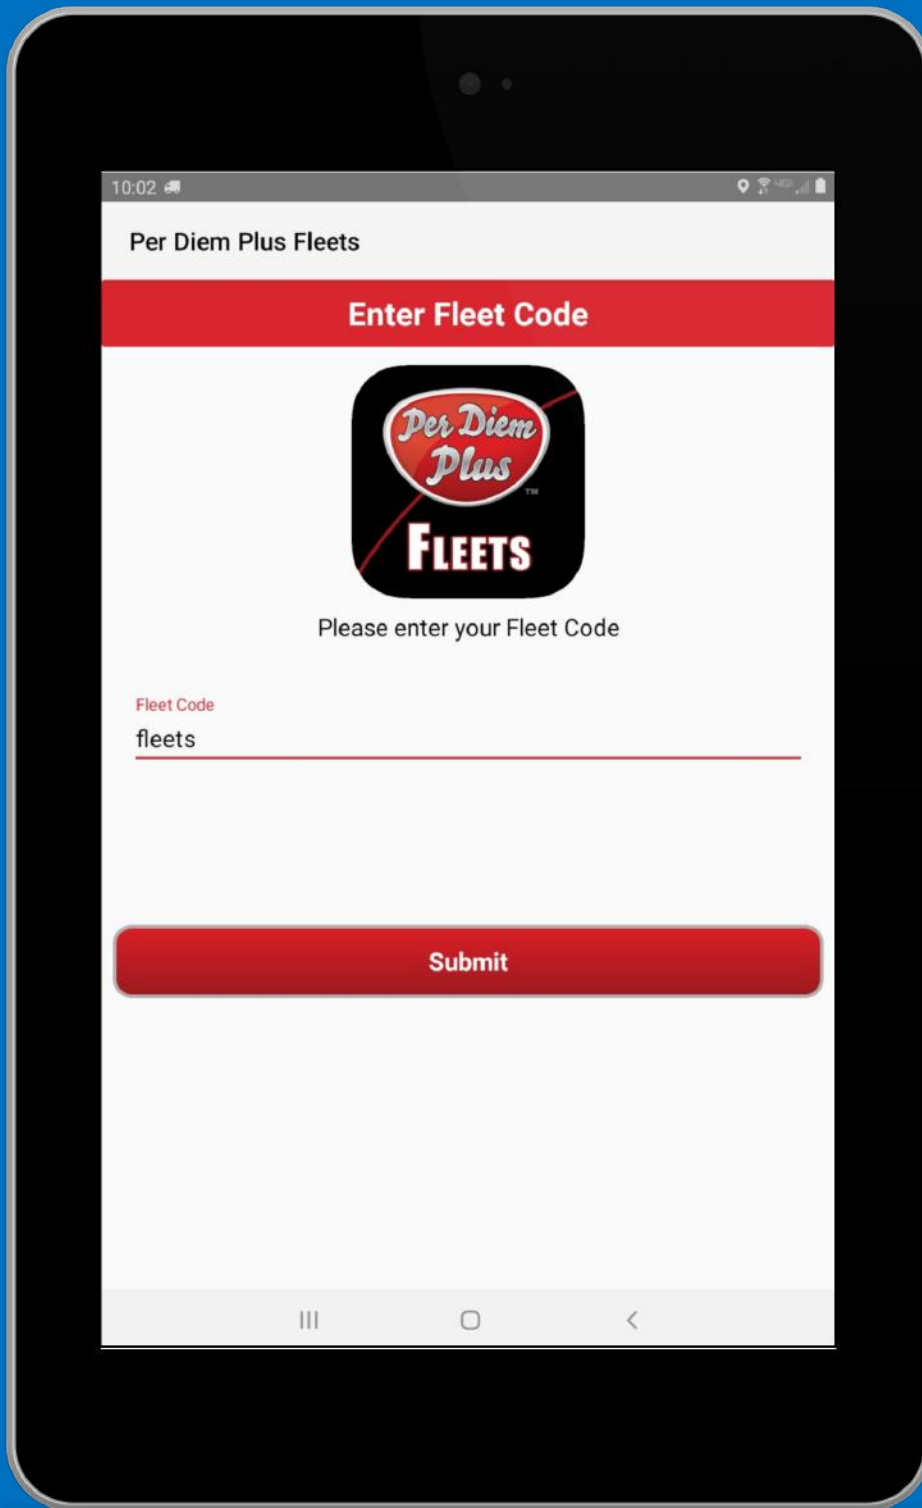 10:02
Per Diem Plus Fleets
Enter Fleet Code
Per Diem
Plus
TM
FLEETS
Please enter your Fleet Code
Fleet Code
fleets
Submit